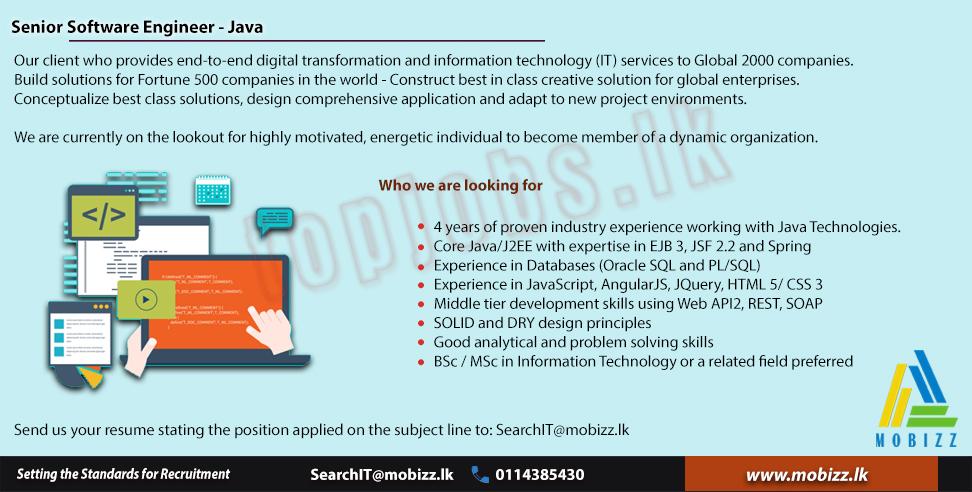 Senior Software Engineer - Java
Our client who provides end-to-end digital transformation and information technology (IT) services to Global 2000 companies.
Build solutions for Fortune 500 companies in the world - Construct best in class creative solution for global enterprises.
Conceptualize best class solutions, design comprehensive application and adapt to new project environments.
We are currently on the lookout for highly motivated, energetic individual to become member of a dynamic organization.
topjobs.lk
Who we are looking for
• 4 years of proven industry experience working with Java Technologies.
• Core Java/J2EE with expertise in EJB 3, JSF 2.2 and Spring
• Experience in Databases (Oracle SQL and PL/SQL)
• Experience in JavaScript, AngularJS, JQuery, HTML 5/ CSS 3
• Middle tier development skills using Web API2, REST, SOAP
• SOLID and DRY design principles
• Good analytical and problem solving skills
• BSc / MSc in Information Technology or a related field preferred
</>
Send us your resume stating the position applied on the subject line to: SearchIT@mobizz.lk
MOBIZZ
Setting the Standards for Recruitment SearchIT@mobizz.lk 0114385430 www.mobizz.lk